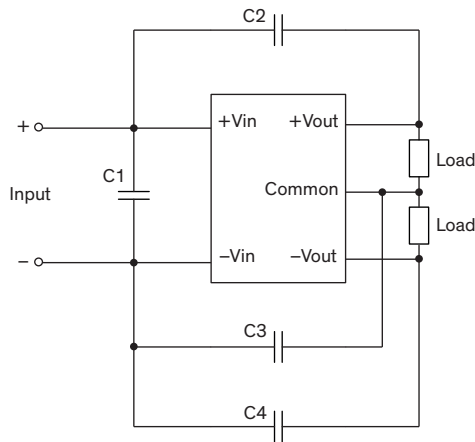 C2
+
+Vin
+Vout
Load
C1
Input
Common
Load
−
−Vin
−Vout
C3
C4